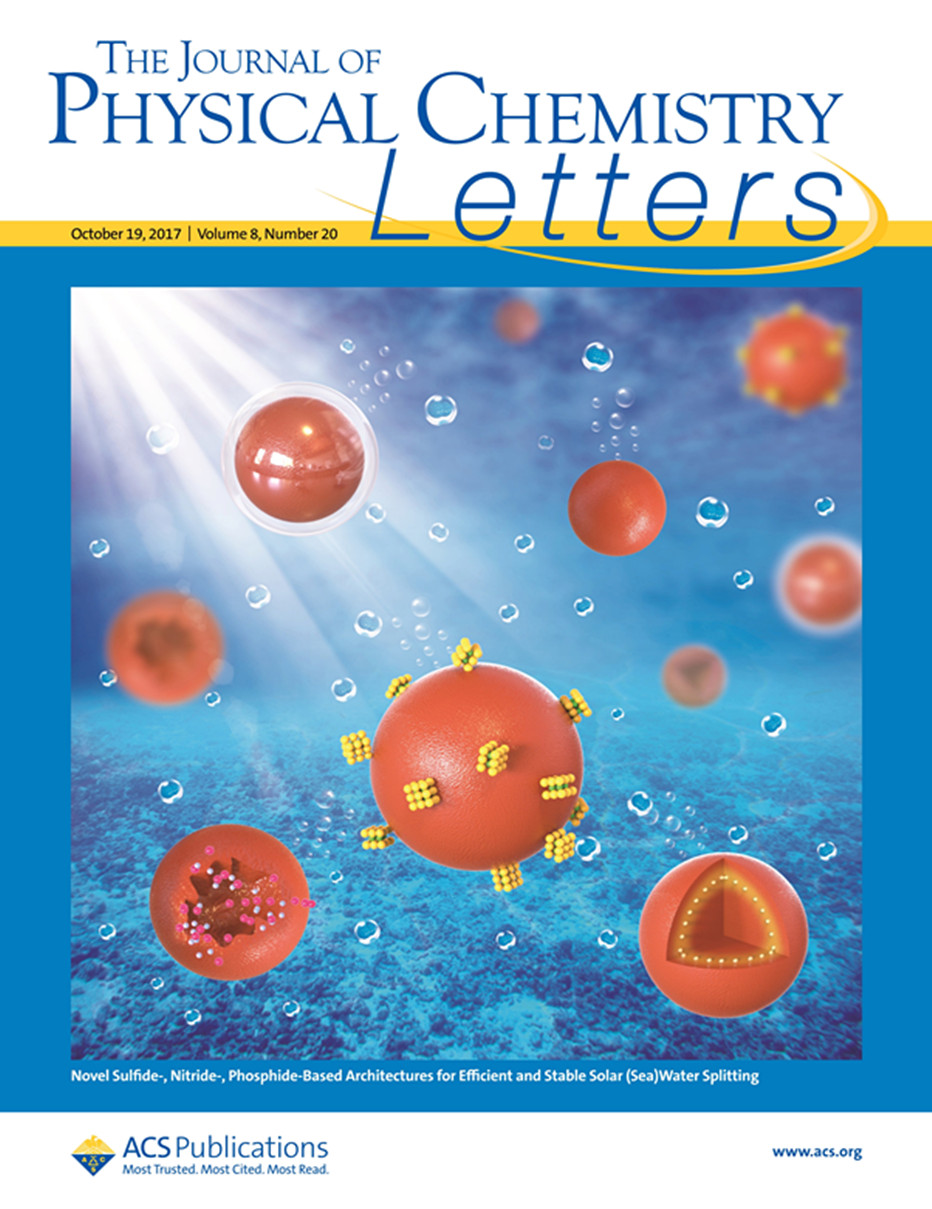 THE JOURNAL OF
PHYSICAL CHEMISTRY
Letters
October 19, 2017 | Volume 8, Number 20
Novel Sulfide-, Nitride-, Phosphide-Based Architectures for Efficient and Stable Solar (Sea)Water Splitting
ACS Publications
Most Trusted. Most Cited. Most Read.
www.acs.org